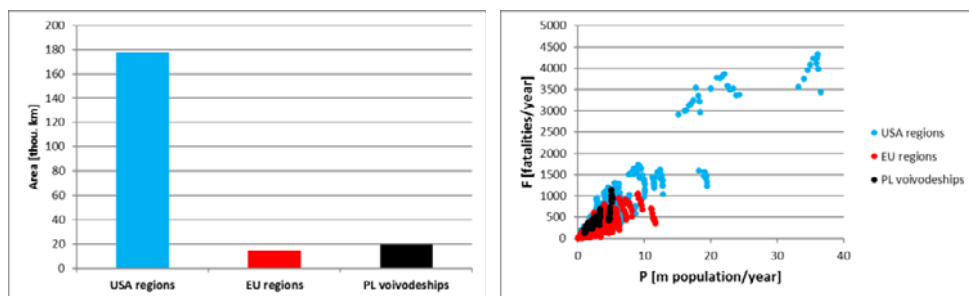 200
180
160
140
120
100
80
60
40
20
0
Area [thou. km]
USA regions EU regions PL voivodeships
5000
4500
4000
3500
3000
2500
2000
1500
1000
500
0
F [fatalities/year]
0 10 20 30 40
P [m population/year]
USA regions
EU regions
PL voivodeships